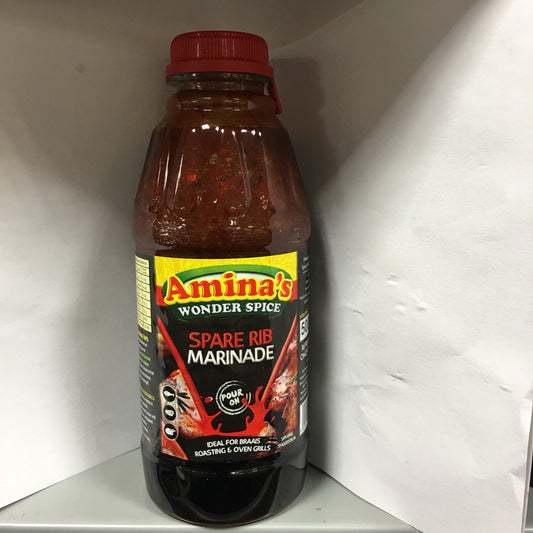 Amina's
WONDER SPICE
SPARE RIB
MARINADE
POUR
ON
IDEAL FOR BRAAIS
ROASTING & OVEN GRILLS